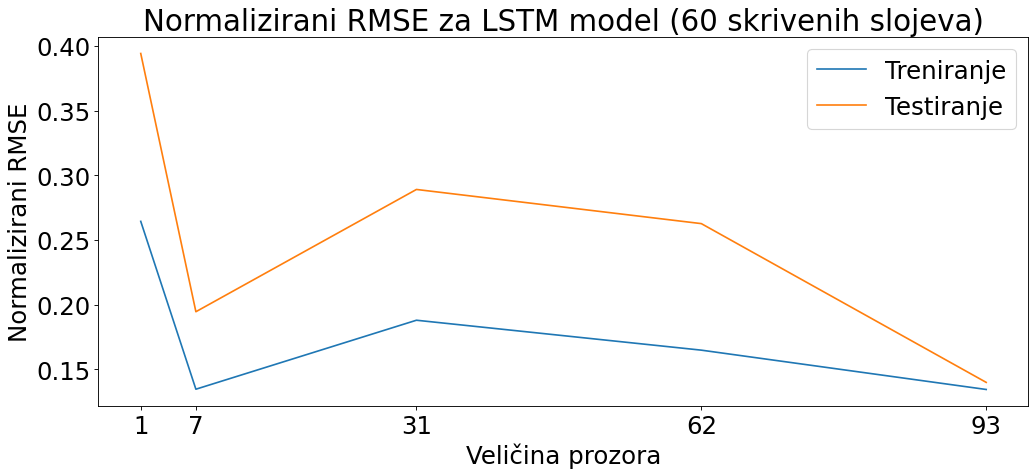 Normalizirani RMSE za LSTM model (60 skrivenih slojeva)
Normalizirani RMSE
0.40
0.35
0.30
0.25
0.20
0.15
Treniranje
Testiranje
1 7 31 62 93
Veličina prozora